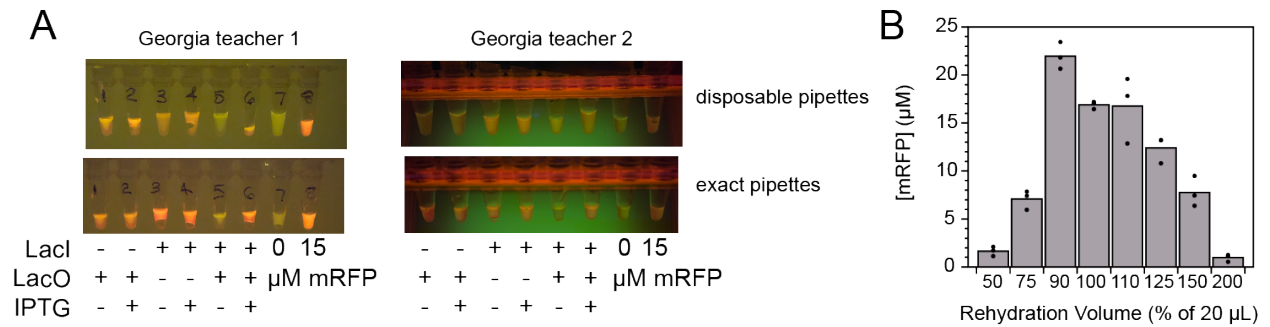 A
Georgia teacher 1
Georgia teacher 2
1 2 3 4 5 6 7 8
disposable pipettes
1 2 3 4 5 6 7 8
exact pipettes
LacI - - + + + + 0 15 - - + + + + 0 15
LacO + + - - + + µM mRFP + + - - + + µM mRFP
IPTG - + - + - + - + - + - +
B
[mRFP] (µM)
25
20
15
10
5
0
50 75 90 100 110 125 150 200
Rehydration Volume (% of 20 µL)